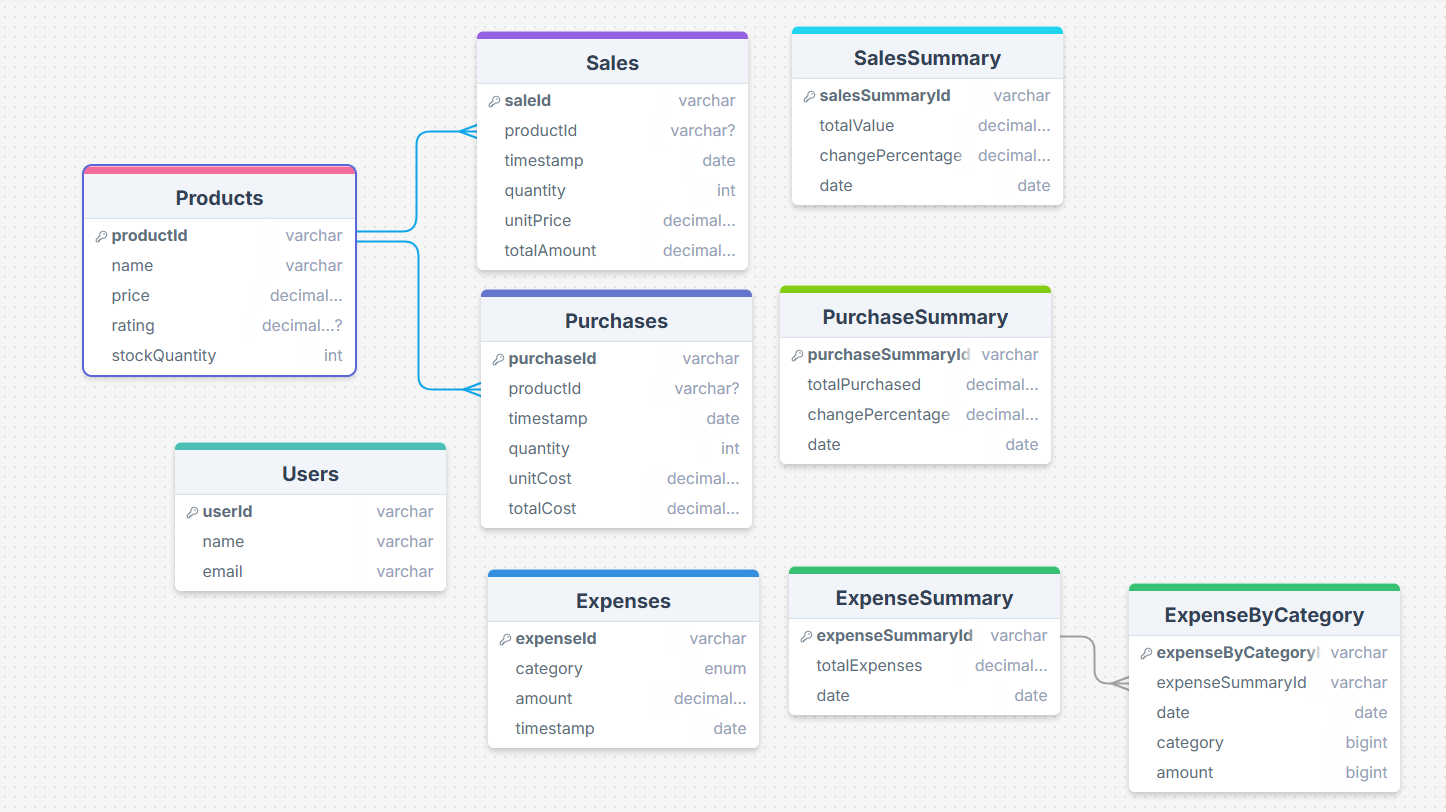 Sales
saleId varchar
productId varchar?
timestamp date
quantity int
unitPrice decimal...
totalAmount decimal...
SalesSummary
salesSummaryId varchar
totalValue decimal...
changePercentage decimal...
date date
Products
productId varchar
name varchar
price decimal...
rating decimal...?
stockQuantity int
Purchases
purchaseId varchar
productId varchar?
timestamp date
quantity int
unitCost decimal...
totalCost decimal...
PurchaseSummary
purchaseSummaryId varchar
totalPurchased decimal...
changePercentage decimal...
date date
Users
userId varchar
name varchar
email varchar
Expenses
expenseId varchar
category enum
amount decimal...
timestamp date
ExpenseSummary
expenseSummaryId varchar
totalExpenses decimal...
date date
ExpenseByCategory
expenseByCategoryI varchar
expenseSummaryId varchar
date date
category bigint
amount bigint